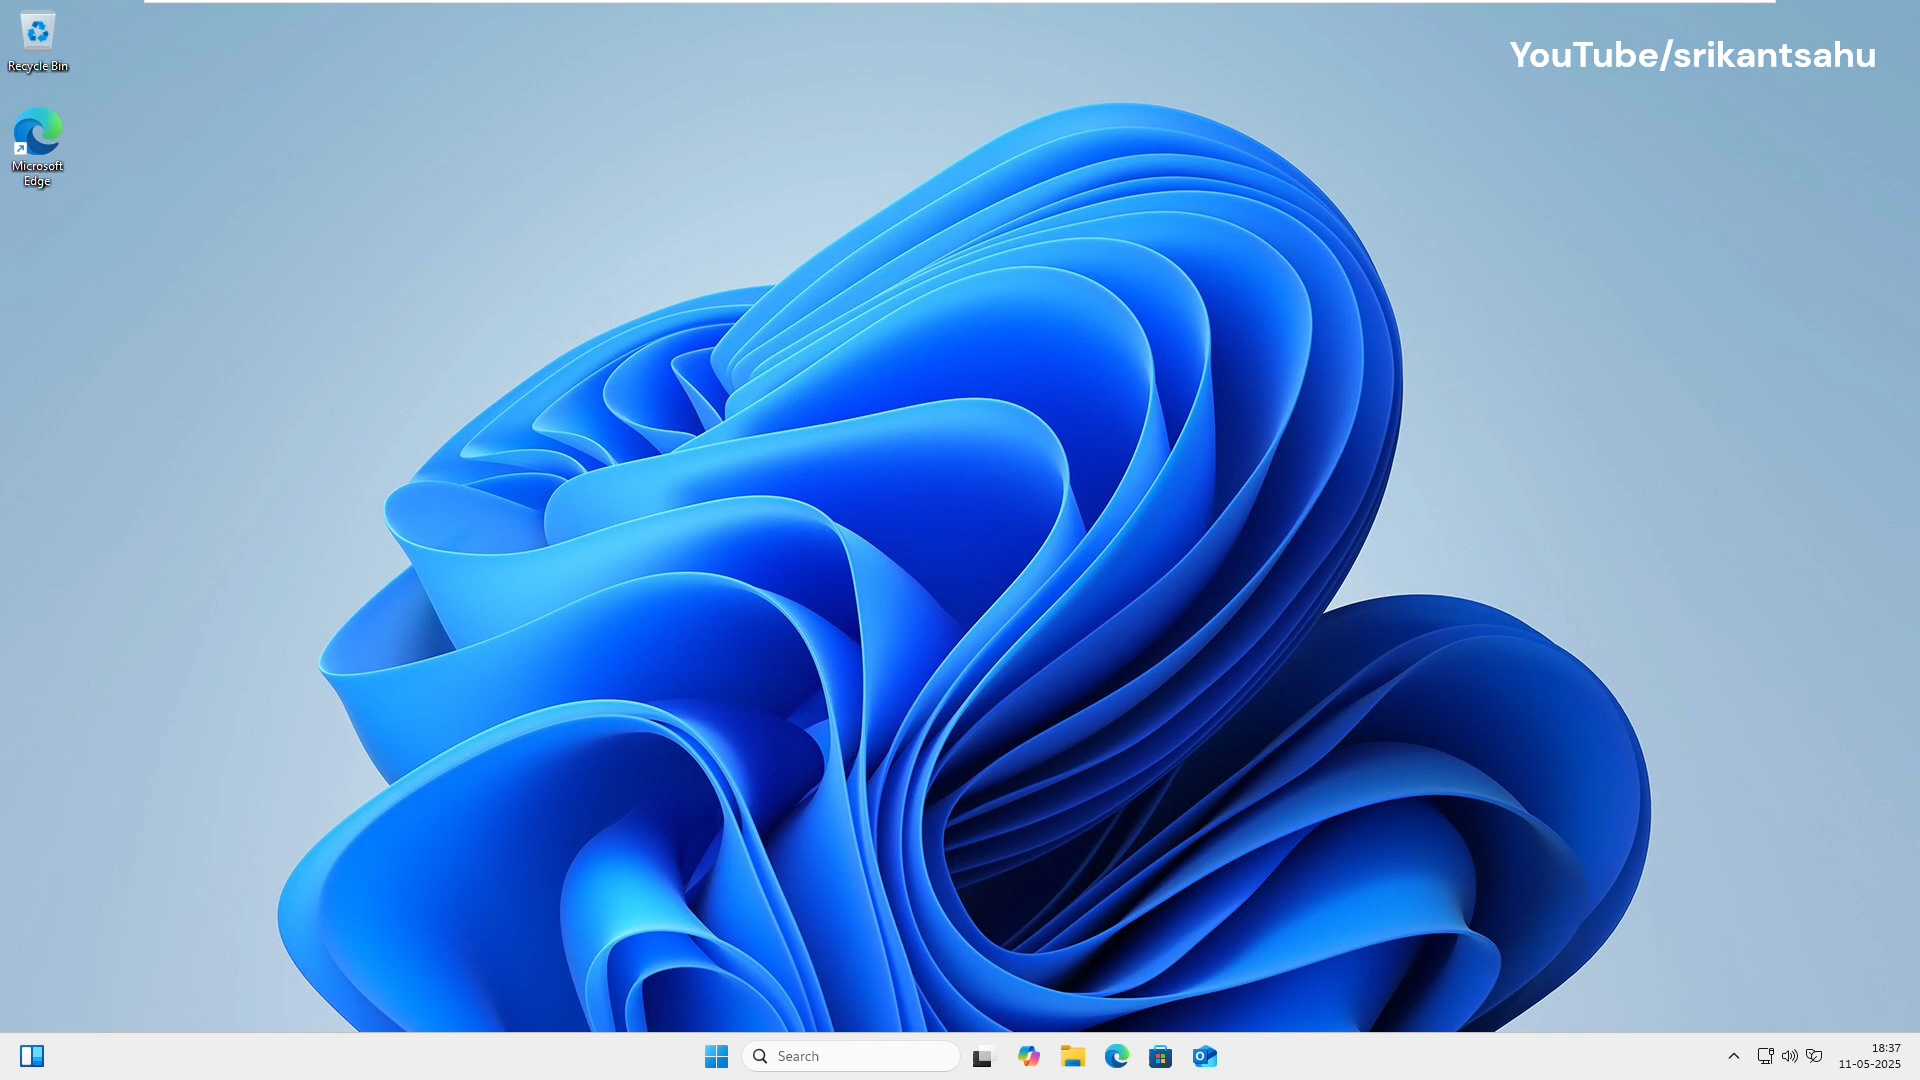 YouTube/srikantsahu
Recycle Bin
Microsoft
Edge
Search
18:37
11-05-2025